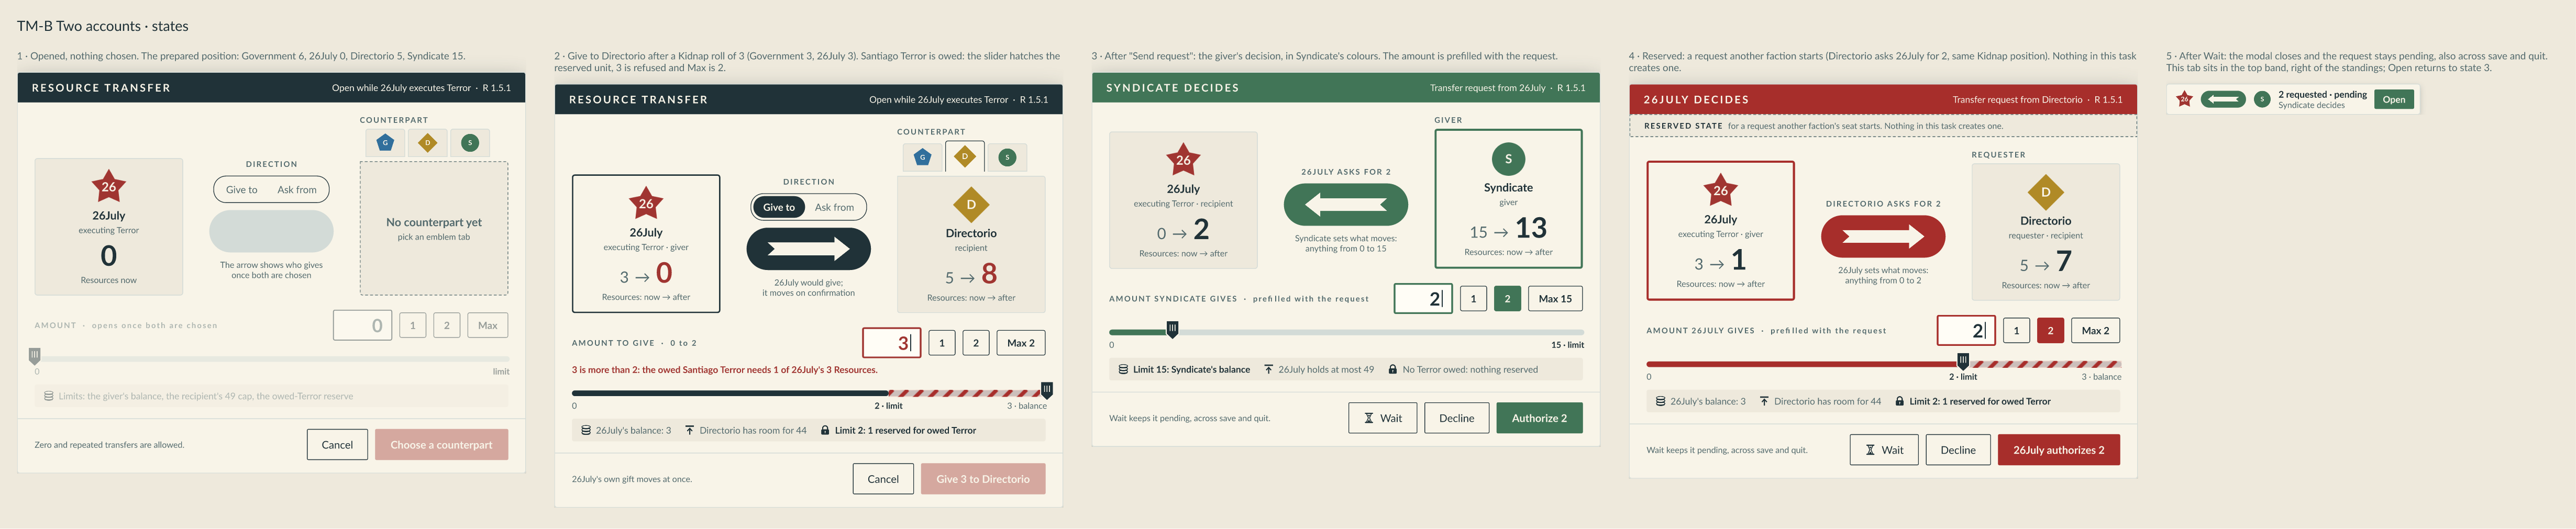 TM-B Two accounts · states
1 · Opened, nothing chosen. The prepared position: Government 6, 26July 0, Directorio 5, Syndicate 15.
RESOURCE TRANSFER
Open while 26July executes Terror · R 1.5.1
COUNTERPART
G
D
S
26
26July
executing Terror
0
Resources now
DIRECTION
Give to
Ask from
The arrow shows who gives
once both are chosen
No counterpart yet
pick an emblem tab
AMOUNT · opens once both are chosen
0
1
2
Max
0
limit
Limits: the giver's balance, the recipient's 49 cap, the owed-Terror reserve
Zero and repeated transfers are allowed.
Cancel
Choose a counterpart
2 · Give to Directorio after a Kidnap roll of 3 (Government 3, 26July 3). Santiago Terror is owed: the slider hatches the
reserved unit, 3 is refused and Max is 2.
RESOURCE TRANSFER
Open while 26July executes Terror · R 1.5.1
COUNTERPART
G
D
S
26
26July
executing Terror · giver
3 → 0
Resources: now → after
DIRECTION
Give to
Ask from
26July would give;
it moves on confirmation
D
Directorio
recipient
5 → 8
Resources: now → after
AMOUNT TO GIVE · 0 to 2
3
1
2
Max 2
3 is more than 2: the owed Santiago Terror needs 1 of 26July's 3 Resources.
0
2 · limit
3 · balance
26July's balance: 3
Directorio has room for 44
Limit 2: 1 reserved for owed Terror
26July's own gift moves at once.
Cancel
Give 3 to Directorio
3 · After "Send request": the giver's decision, in Syndicate's colours. The amount is prefilled with the request.
SYNDICATE DECIDES
Transfer request from 26July · R 1.5.1
GIVER
26
26July
executing Terror · recipient
0 → 2
Resources: now → after
26JULY ASKS FOR 2
Syndicate sets what moves:
anything from 0 to 15
S
Syndicate
giver
15 → 13
Resources: now → after
AMOUNT SYNDICATE GIVES · prefilled with the request
2
1
2
Max 15
0
15 · limit
Limit 15: Syndicate's balance
26July holds at most 49
No Terror owed: nothing reserved
Wait keeps it pending, across save and quit.
Wait
Decline
Authorize 2
4 · Reserved: a request another faction starts (Directorio asks 26July for 2, same Kidnap position). Nothing in this task
creates one.
26JULY DECIDES
Transfer request from Directorio · R 1.5.1
RESERVED STATE for a request another faction's seat starts. Nothing in this task creates one.
REQUESTER
26
26July
executing Terror · giver
3 → 1
Resources: now → after
DIRECTORIO ASKS FOR 2
26July sets what moves:
anything from 0 to 2
D
Directorio
requester · recipient
5 → 7
Resources: now → after
AMOUNT 26JULY GIVES · prefilled with the request
2
1
2
Max 2
0
2 · limit
3 · balance
26July's balance: 3
Directorio has room for 44
Limit 2: 1 reserved for owed Terror
Wait keeps it pending, across save and quit.
Wait
Decline
26July authorizes 2
5 · After Wait: the modal closes and the request stays pending, also across save and quit.
This tab sits in the top band, right of the standings; Open returns to state 3.
26
S
2 requested · pending
Syndicate decides
Open